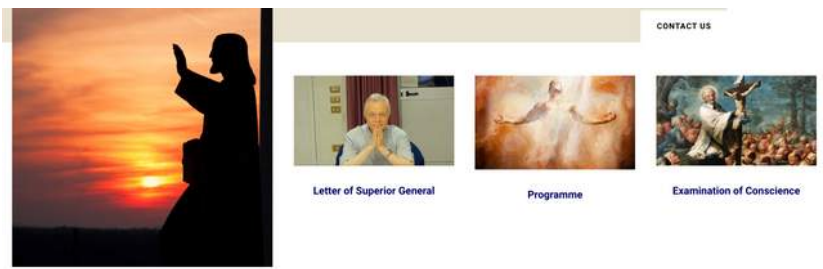 CONTACT US
Letter of Superior General
Programme
Examination of Conscience